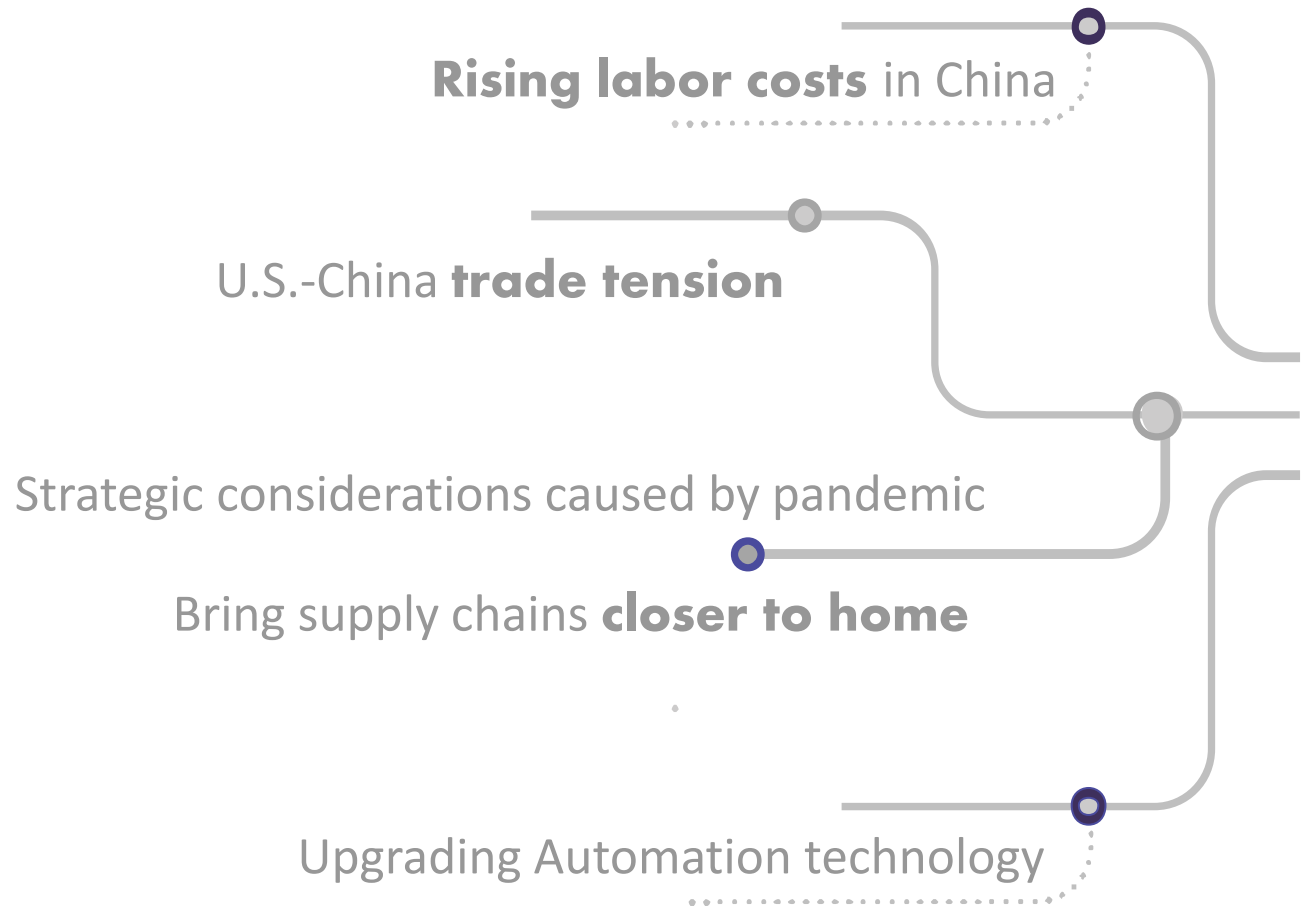 Rising labor costs in China
U.S.-China trade tension
Strategic considerations caused by pandemic
Bring supply chains closer to home
Upgrading Automation technology